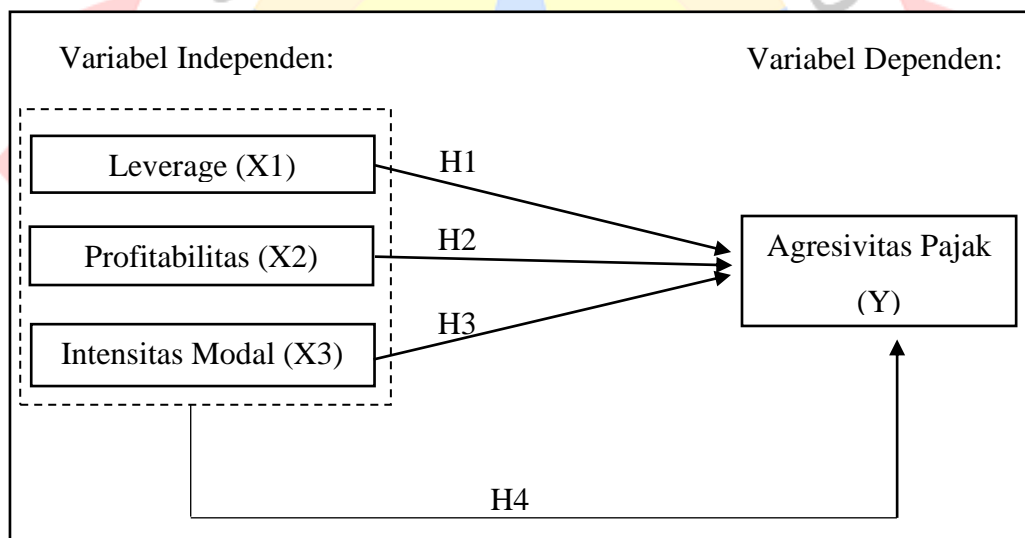 Variabel Independen:
Variabel Dependen:
Leverage (X1)
H1
Profitabilitas (X2)
H2
Agresivitas Pajak
(Y)
Intensitas Modal (X3)
H3
H4